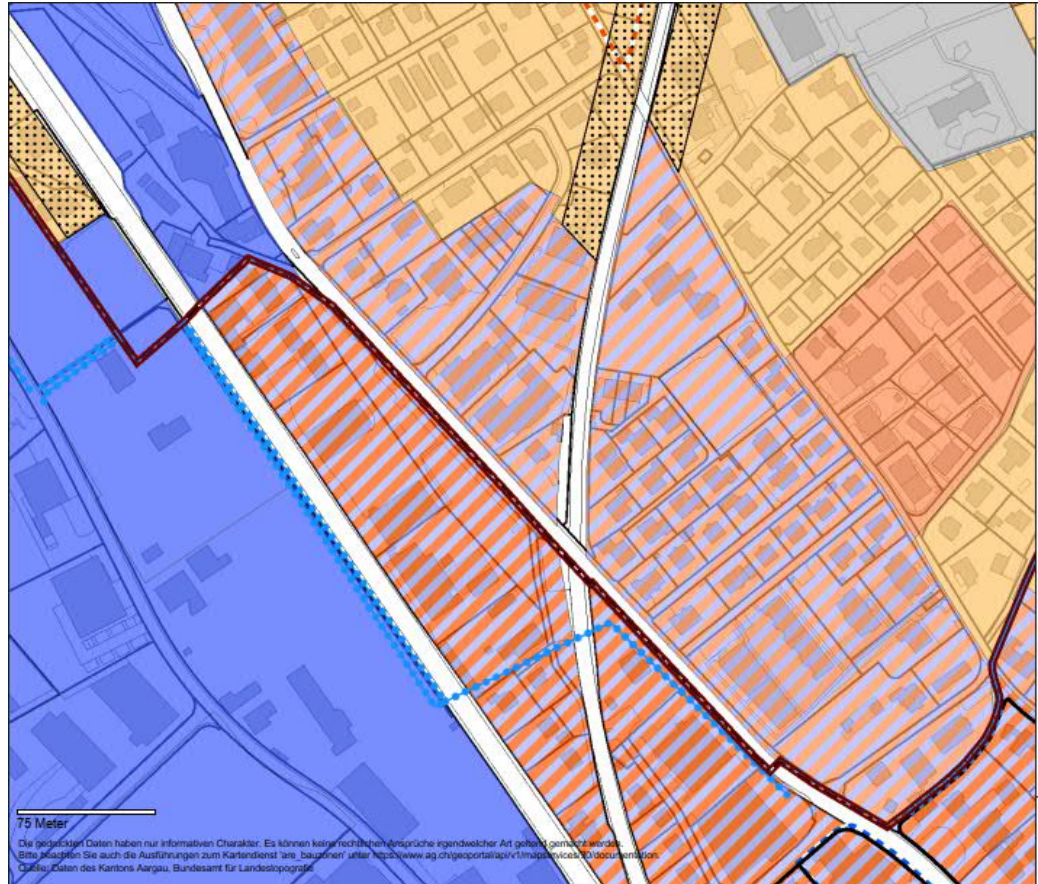 75 Meter
Die gedruckten Daten haben nur informativen Charakter. Es können keine rechtlichen Ansprüche irgendwelcher Art geltend gemacht werden.
Bitte beachten Sie auch die Ausführungen zum Kartendienst 'are_bauzonen' unter https://www.ag.ch/geoportal/api/v1/mapservices/30/documentation.
Quelle: Daten des Kantons Aargau, Bundesamt für Landestopografie